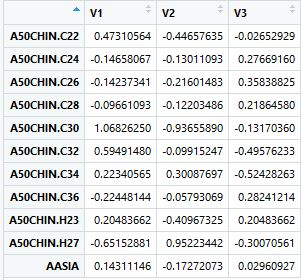 V1 V2 V3
A50CHIN.C22 0.47310564 -0.44657635 -0.02652929
A50CHIN.C24 -0.14658067 -0.13011093 0.27669160
A50CHIN.C26 -0.14237341 -0.21601483 0.35838825
A50CHIN.C28 -0.09661093 -0.12203486 0.21864580
A50CHIN.C30 1.06826250 -0.93655890 -0.13170360
A50CHIN.C32 0.59491480 -0.09915247 -0.49576233
A50CHIN.C34 0.22340565 0.30087697 -0.52428263
A50CHIN.C36 -0.22448144 -0.05793069 0.28241214
A50CHIN.H23 0.20483662 -0.40967325 0.20483662
A50CHIN.H27 -0.65152881 0.95223442 -0.30070561
AASIA 0.14311146 -0.17272073 0.02960927